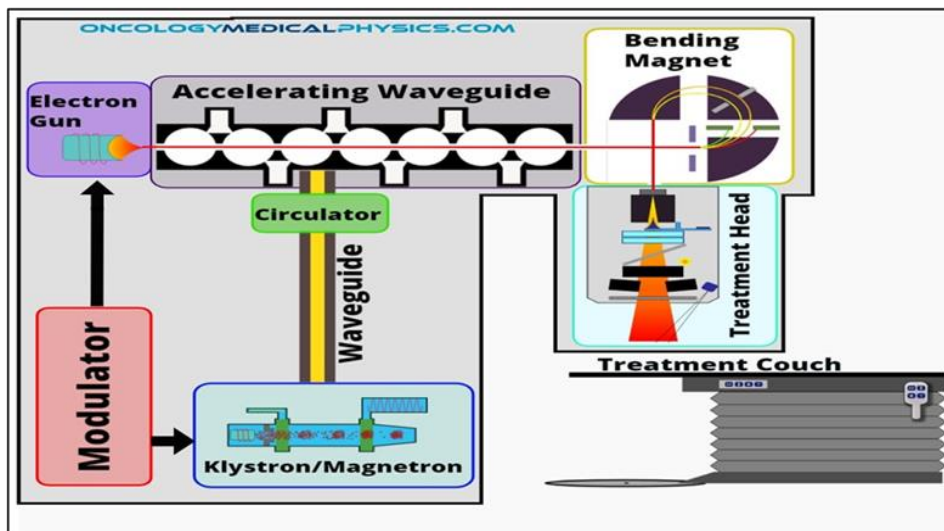 ONCOLOGYMEDICALPHYSICS.COM
Bending
Magnet
Electron
Gun
Accelerating Waveguide
Circulator
Waveguide
Treatment Head
Modulator
Klystron/Magnetron
Treatment Couch